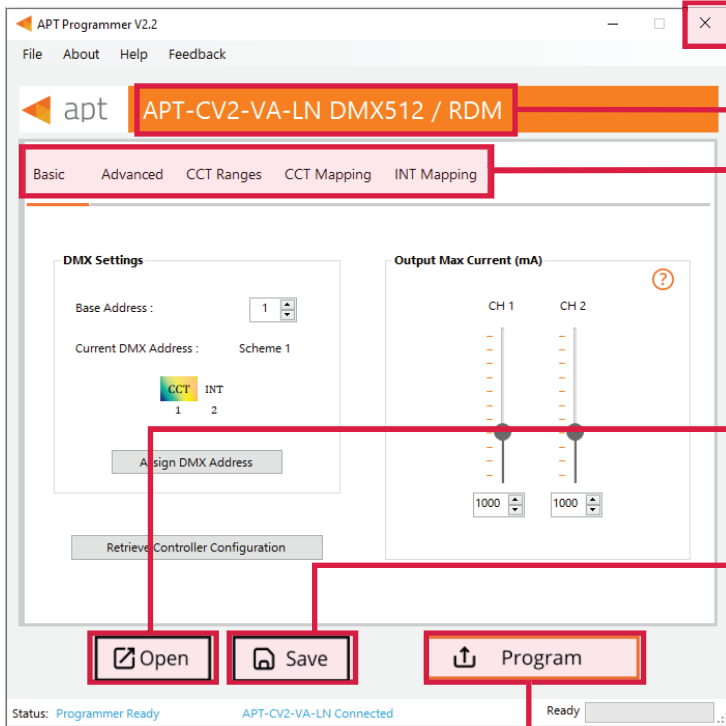 APT Programmer V2.2
File About Help Feedback
apt APT-CV2-VA-LN DMX512 / RDM
Basic Advanced CCT Ranges CCT Mapping INT Mapping
DMX Settings
Base Address : 1
Current DMX Address : Scheme 1
CCT INT
1 2
Assign DMX Address
Retrieve Controller Configuration
Output Max Current (mA)
?
CH 1 CH 2
1000 1000
Open Save Program
Status: Programmer Ready APT-CV2-VA-LN Connected Ready